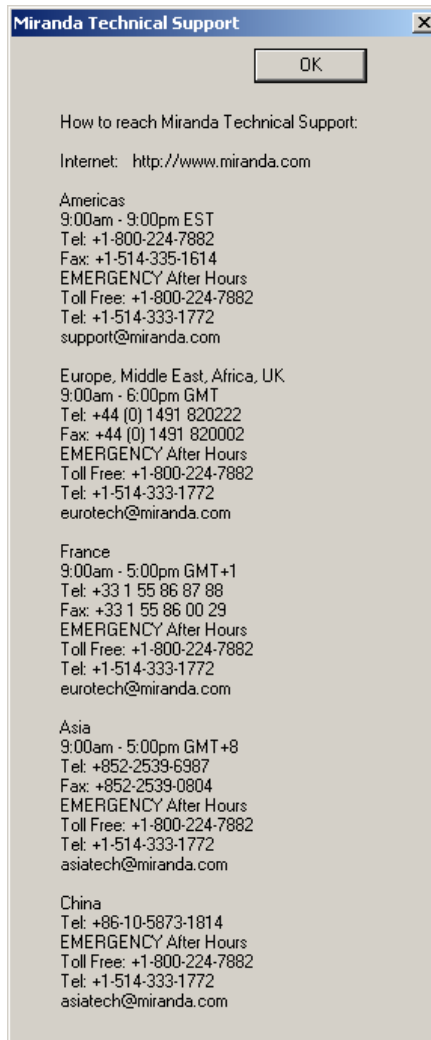 Miranda Technical Support
OK
How to reach Miranda Technical Support:
Internet: http://www.miranda.com
Americas
9:00am - 9:00pm EST
Tel: +1-800-224-7882
Fax: +1-514-335-1614
EMERGENCY After Hours
Toll Free: +1-800-224-7882
Tel: +1-514-333-1772
support@miranda.com
Europe, Middle East, Africa, UK
9:00am - 6:00pm GMT
Tel: +44 (0) 1491 820222
Fax: +44 (0) 1491 820002
EMERGENCY After Hours
Toll Free: +1-800-224-7882
Tel: +1-514-333-1772
eurotech@miranda.com
France
9:00am - 5:00pm GMT+1
Tel: +33 1 55 86 87 88
Fax: +33 1 55 86 00 29
EMERGENCY After Hours
Toll Free: +1-800-224-7882
Tel: +1-514-333-1772
eurotech@miranda.com
Asia
9:00am - 5:00pm GMT+8
Tel: +852-2539-6987
Fax: +852-2539-0804
EMERGENCY After Hours
Toll Free: +1-800-224-7882
Tel: +1-514-333-1772
asiatech@miranda.com
China
Tel: +86-10-5873-1814
EMERGENCY After Hours
Toll Free: +1-800-224-7882
Tel: +1-514-333-1772
asiatech@miranda.com